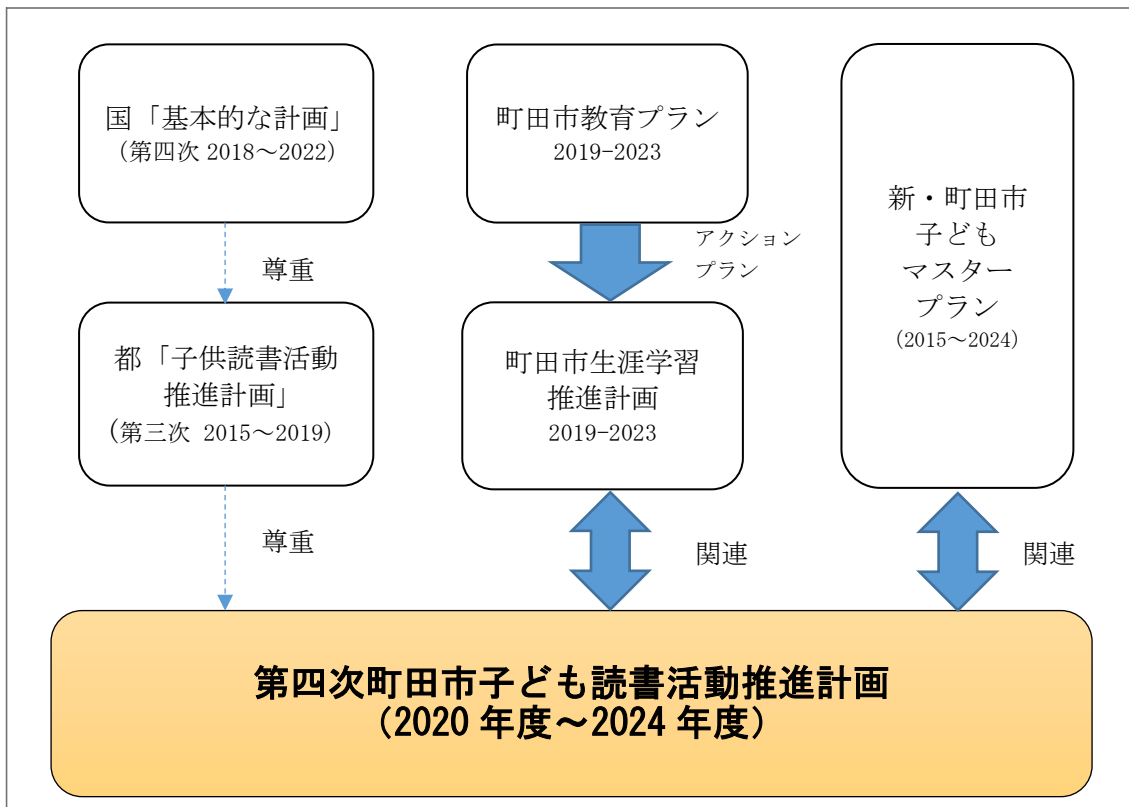 国「基本的な計画」
（第四次 2018～2022）
尊重
都「子供読書活動
推進計画」
(第三次 2015～2019)
尊重
町田市教育プラン
2019-2023
アクション
プラン
町田市生涯学習
推進計画
2019-2023
関連
新・町田市
子ども
マスター
プラン
（2015～2024）
関連
第四次町田市子ども読書活動推進計画
（2020 年度～2024 年度）